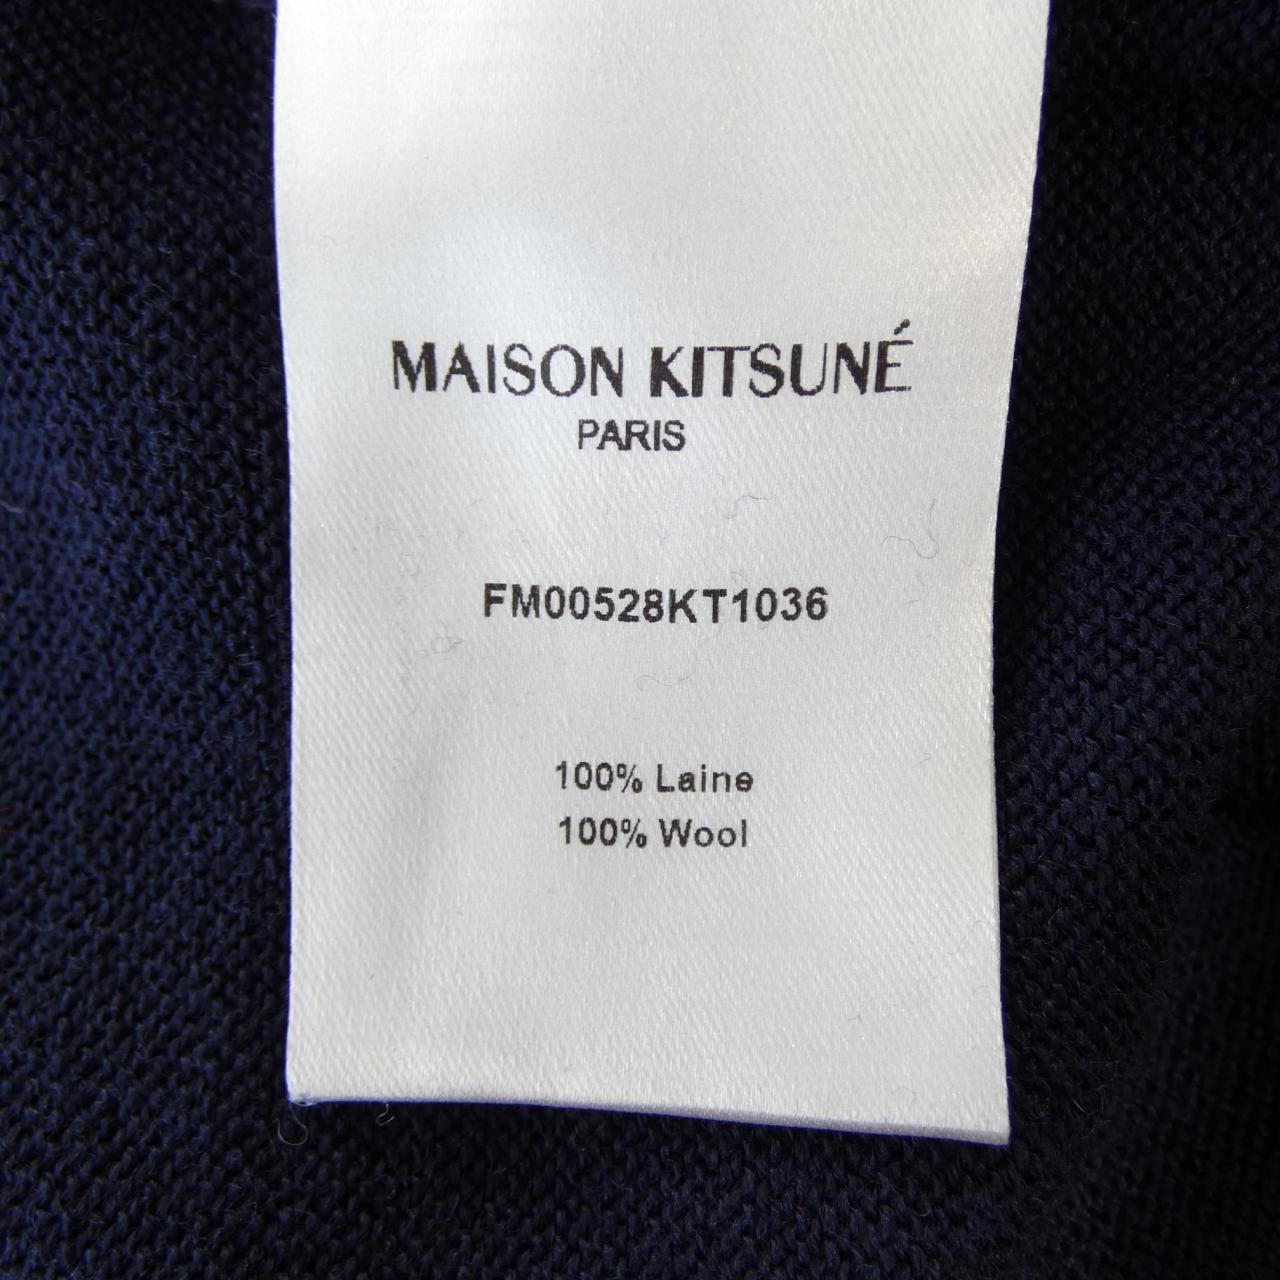 MAISON KITSUNÉ
PARIS
FM00528KT1036
100% Laine
100% Wool